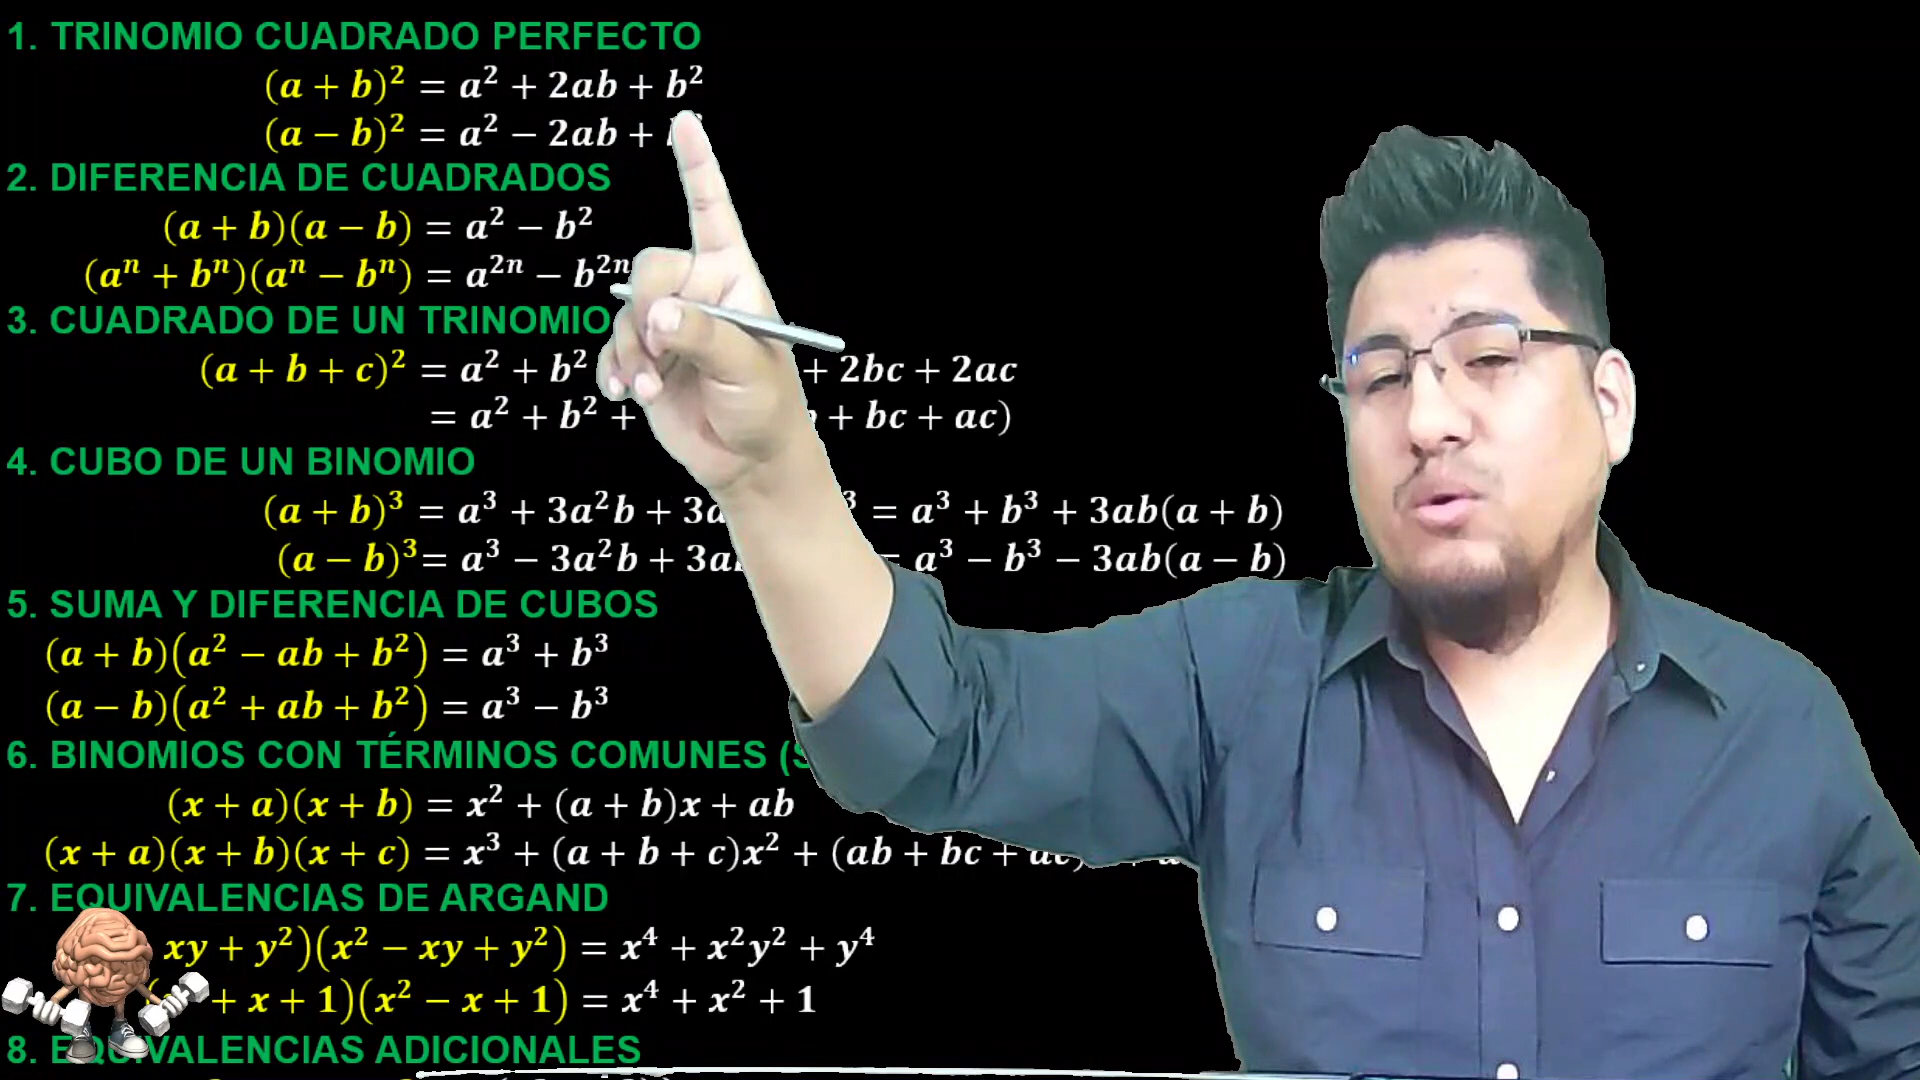 1. TRINOMIO CUADRADO PERFECTO
(a + b)² = a² + 2ab + b²
(a − b)² = a² − 2ab +
2. DIFERENCIA DE CUADRADOS
(a + b)(a − b) = a² − b²
(aⁿ + bⁿ)(aⁿ − bⁿ) = a²ⁿ − b²ⁿ
3. CUADRADO DE UN TRINOMIO
(a + b + c)² = a² + b² + 2bc + 2ac
= a² + b² + + bc + ac)
4. CUBO DE UN BINOMIO
(a + b)³ = a³ + 3a²b + 3a ³ = a³ + b³ + 3ab(a + b)
(a − b)³= a³ − 3a²b + 3a = a³ − b³ − 3ab(a − b)
5. SUMA Y DIFERENCIA DE CUBOS
(a + b)(a² − ab + b²) = a³ + b³
(a − b)(a² + ab + b²) = a³ − b³
6. BINOMIOS CON TÉRMINOS COMUNES
(x + a)(x + b) = x² + (a + b)x + ab
(x + a)(x + b)(x + c) = x³ + (a + b + c)x² + (ab + bc +
7. EQUIVALENCIAS DE ARGAND
xy + y²)(x² − xy + y²) = x⁴ + x²y² + y⁴
+ x + 1)(x² − x + 1) = x⁴ + x² + 1
8. EQUIVALENCIAS ADICIONALES